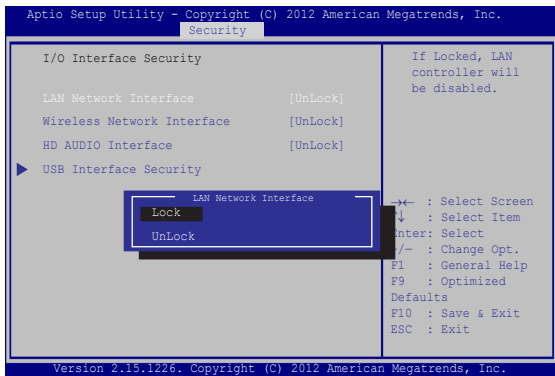 Aptio Setup Utility - Copyright (C) 2012 American Megatrends, Inc.
Security
I/O Interface Security
LAN Network Interface [UnLock]
Wireless Network Interface [UnLock]
HD AUDIO Interface [UnLock]
USB Interface Security
LAN Network Interface
Lock
UnLock
If Locked, LAN
controller will
be disabled.
→← : Select Screen
↑↓ : Select Item
Enter: Select
+/— : Change Opt.
F1 : General Help
F9 : Optimized
Defaults
F10 : Save & Exit
ESC : Exit
Version 2.15.1226. Copyright (C) 2012 American Megatrends, Inc.